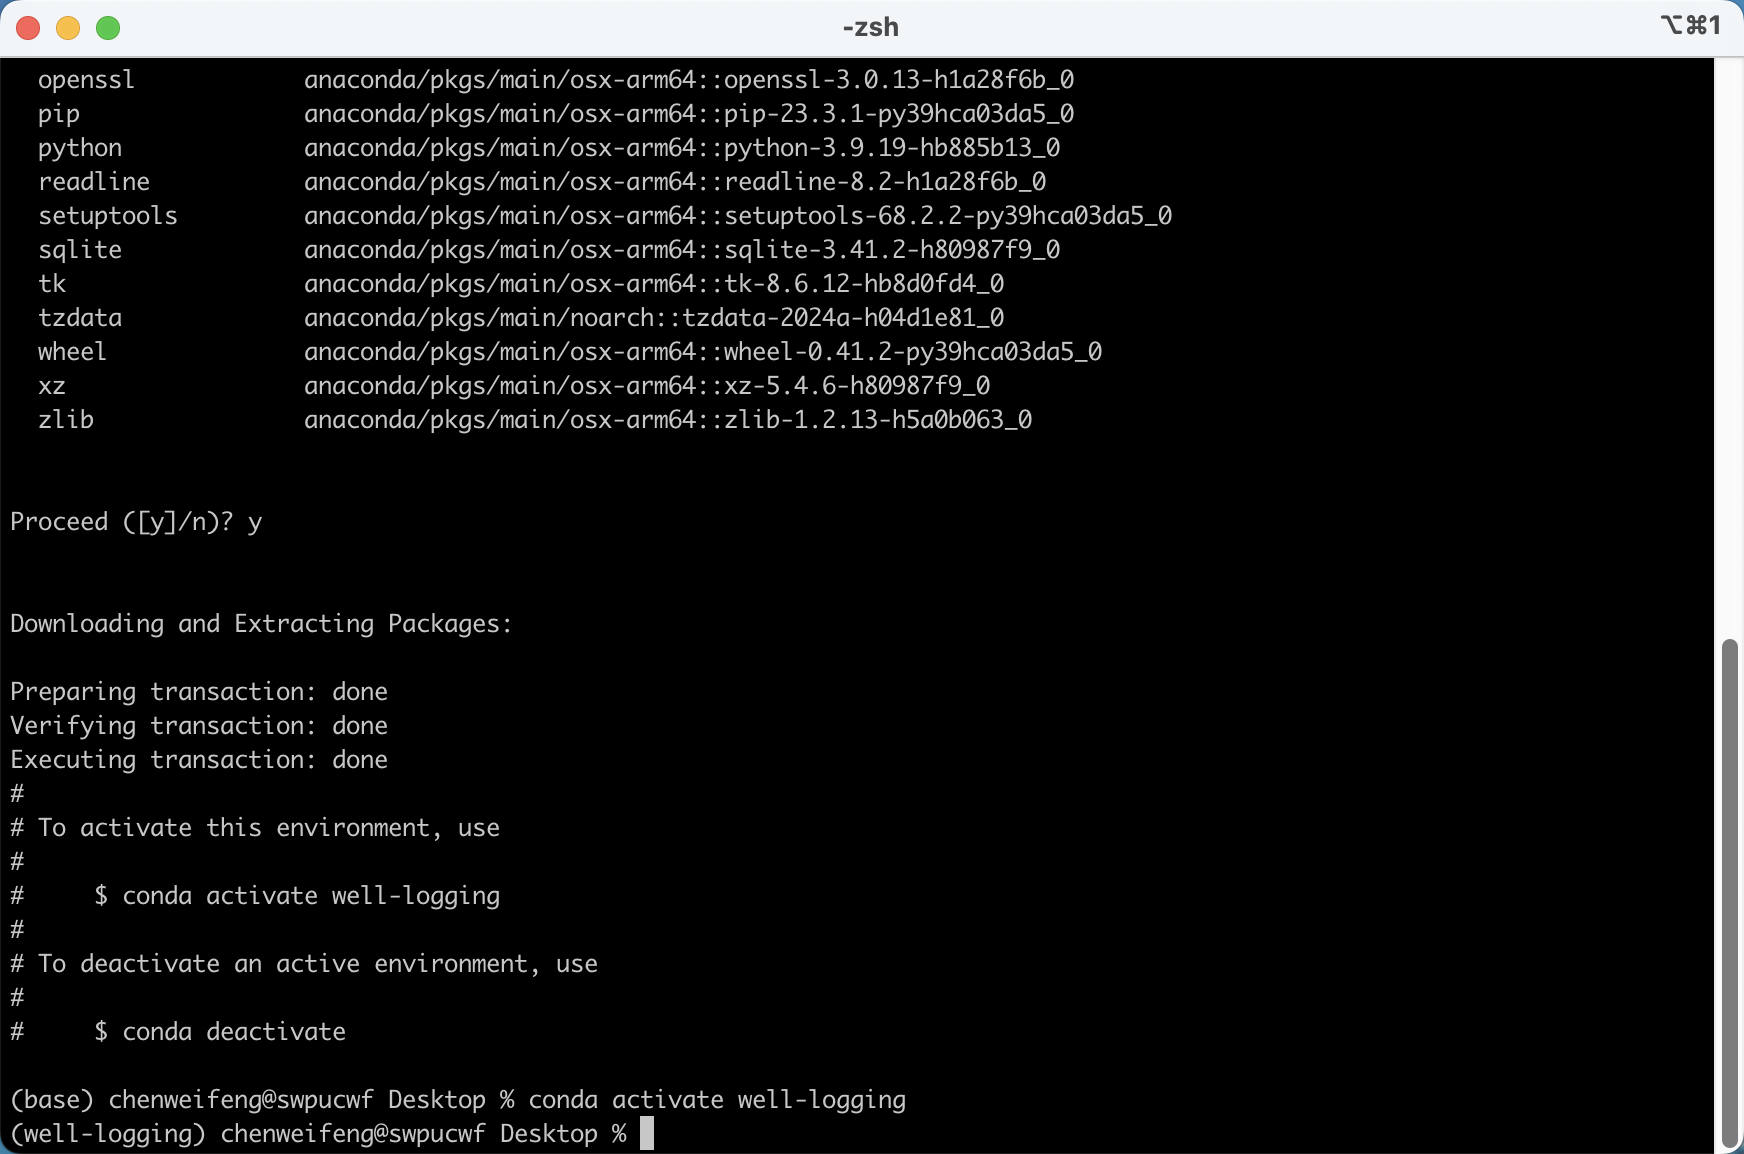 -zsh ⌥⌘1
openssl anaconda/pkgs/main/osx-arm64::openssl-3.0.13-h1a28f6b_0
pip anaconda/pkgs/main/osx-arm64::pip-23.3.1-py39hca03da5_0
python anaconda/pkgs/main/osx-arm64::python-3.9.19-hb885b13_0
readline anaconda/pkgs/main/osx-arm64::readline-8.2-h1a28f6b_0
setuptools anaconda/pkgs/main/osx-arm64::setuptools-68.2.2-py39hca03da5_0
sqlite anaconda/pkgs/main/osx-arm64::sqlite-3.41.2-h80987f9_0
tk anaconda/pkgs/main/osx-arm64::tk-8.6.12-hb8d0fd4_0
tzdata anaconda/pkgs/main/noarch::tzdata-2024a-h04d1e81_0
wheel anaconda/pkgs/main/osx-arm64::wheel-0.41.2-py39hca03da5_0
xz anaconda/pkgs/main/osx-arm64::xz-5.4.6-h80987f9_0
zlib anaconda/pkgs/main/osx-arm64::zlib-1.2.13-h5a0b063_0
Proceed ([y]/n)? y
Downloading and Extracting Packages:
Preparing transaction: done
Verifying transaction: done
Executing transaction: done
#
# To activate this environment, use
#
#     $ conda activate well-logging
#
# To deactivate an active environment, use
#
#     $ conda deactivate
(base) chenweifeng@swpucwf Desktop % conda activate well-logging
(well-logging) chenweifeng@swpucwf Desktop %